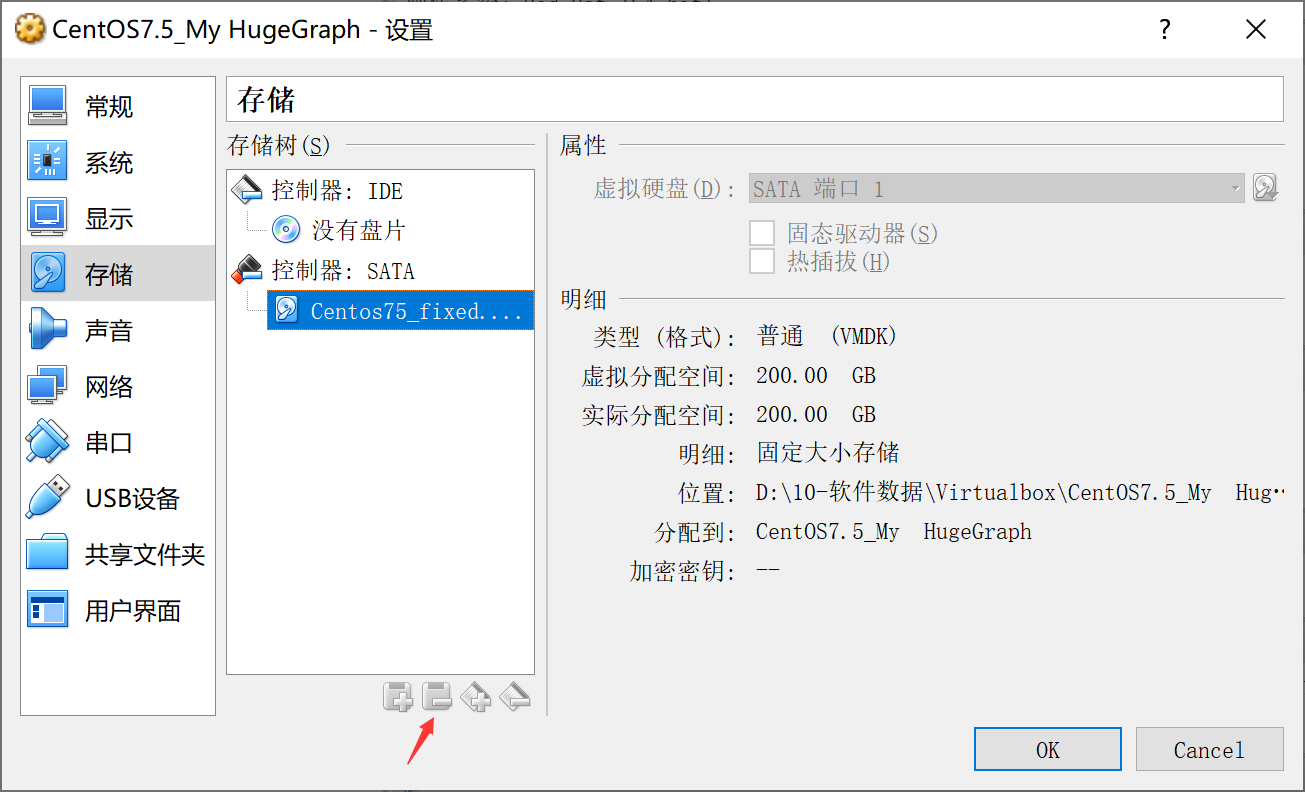 CentOS7.5_My HugeGraph - 设置
?
常规
系统
显示
存储
声音
网络
串口
USB设备
共享文件夹
用户界面
存储
存储树(S)
控制器: IDE
没有盘片
控制器: SATA
Centos75_fixed....
属性
虚拟硬盘(D): SATA 端口 1
固态驱动器(S)
热插拔(H)
明细
类型 (格式): 普通 (VMDK)
虚拟分配空间: 200.00 GB
实际分配空间: 200.00 GB
明细: 固定大小存储
位置: D:\10-软件数据\Virtualbox\CentOS7.5_My Hug…
分配到: CentOS7.5_My HugeGraph
加密密钥: --
OK
Cancel